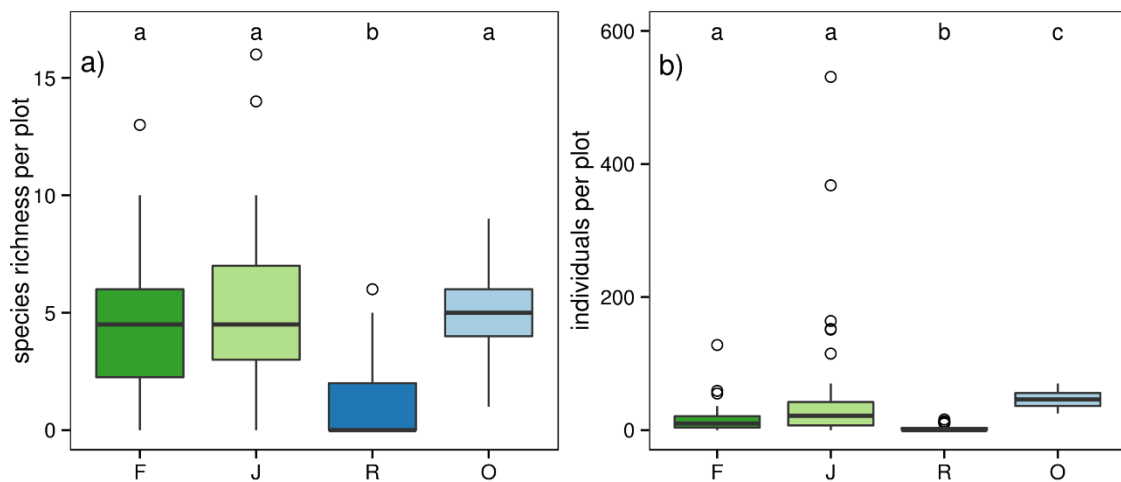 a a b a
a)
15
10
5
0
species richness per plot
F J R O
a a b c
b)
600
400
200
0
individuals per plot
F J R O